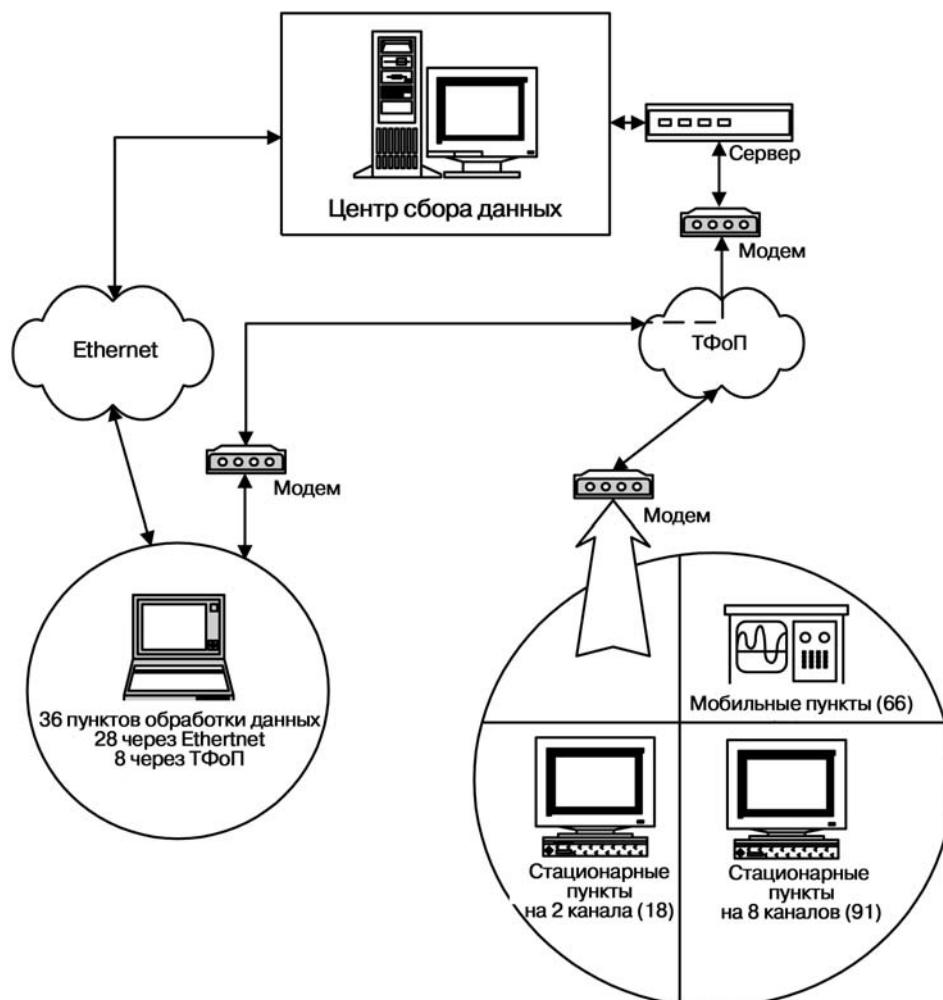 Центр сбора данных
Сервер
Модем
Ethernet
ТФоП
Модем
Модем
36 пунктов обработки данных
28 через Ethertnet
8 через ТФоП
Мобильные пункты (66)
Стационарные
пункты
на 2 канала (18)
Стационарные
пункты
на 8 каналов (91)